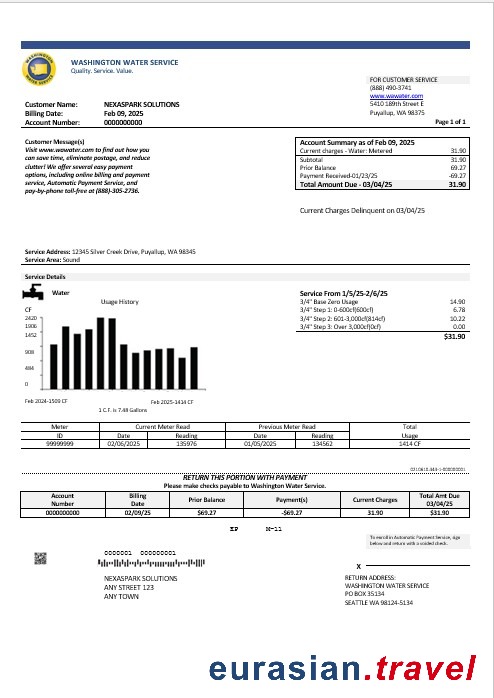 WASHINGTON
WATER SERVICE
WASHINGTON WATER SERVICE
Quality. Service. Value.
FOR CUSTOMER SERVICE
(888) 490-3741
www.wawater.com
5410 189th Street E
Puyallup, WA 98375
Customer Name: NEXASPARK SOLUTIONS
Billing Date: Feb 09, 2025
Account Number: 0000000000
Page 1 of 1
Customer Message(s)
Visit www.wawater.com to find out how you
can save time, eliminate postage, and reduce
clutter! We offer several easy payment
options, including online billing and payment
service, Automatic Payment Service, and
pay-by-phone toll-free at (888)-305-2736.
Account Summary as of Feb 09, 2025
Current charges - Water: Metered 31.90
Subtotal 31.90
Prior Balance 69.27
Payment Received-01/23/25 -69.27
Total Amount Due - 03/04/25 31.90
Current Charges Delinquent on 03/04/25
Service Address: 12345 Silver Creek Drive, Puyallup, WA 98345
Service Area: Sound
Service Details
Water
Usage History
CF
2420
1906
1452
908
484
0
Feb 2024-1509 CF
Feb 2025-1414 CF
1 C.F. Is 7.48 Gallons
Service From 1/5/25-2/6/25
3/4" Base Zero Usage 14.90
3/4" Step 1: 0-600cf(600cf) 6.78
3/4" Step 2: 601-3,000cf(814cf) 10.22
3/4" Step 3: Over 3,000cf(0cf) 0.00
$31.90
Meter Current Meter Read Previous Meter Read Total
ID Date Reading Date Reading Usage
99999999 02/06/2025 135976 01/05/2025 134562 1414 CF
RETURN THIS PORTION WITH PAYMENT
Please make checks payable to Washington Water Service.
Account Number Billing Date Prior Balance Payment(s) Current Charges Total Amt Due 03/04/25
0000000000 02/09/25 $69.27 -$69.27 31.90 $31.90
To enroll in Automatic Payment Service, sign
below and return with a voided check.
0000001 0000000001
X
NEXASPARK SOLUTIONS
ANY STREET 123
ANY TOWN
RETURN ADDRESS:
WASHINGTON WATER SERVICE
PO BOX 35134
SEATTLE WA 98124-5134
eurasian.travel